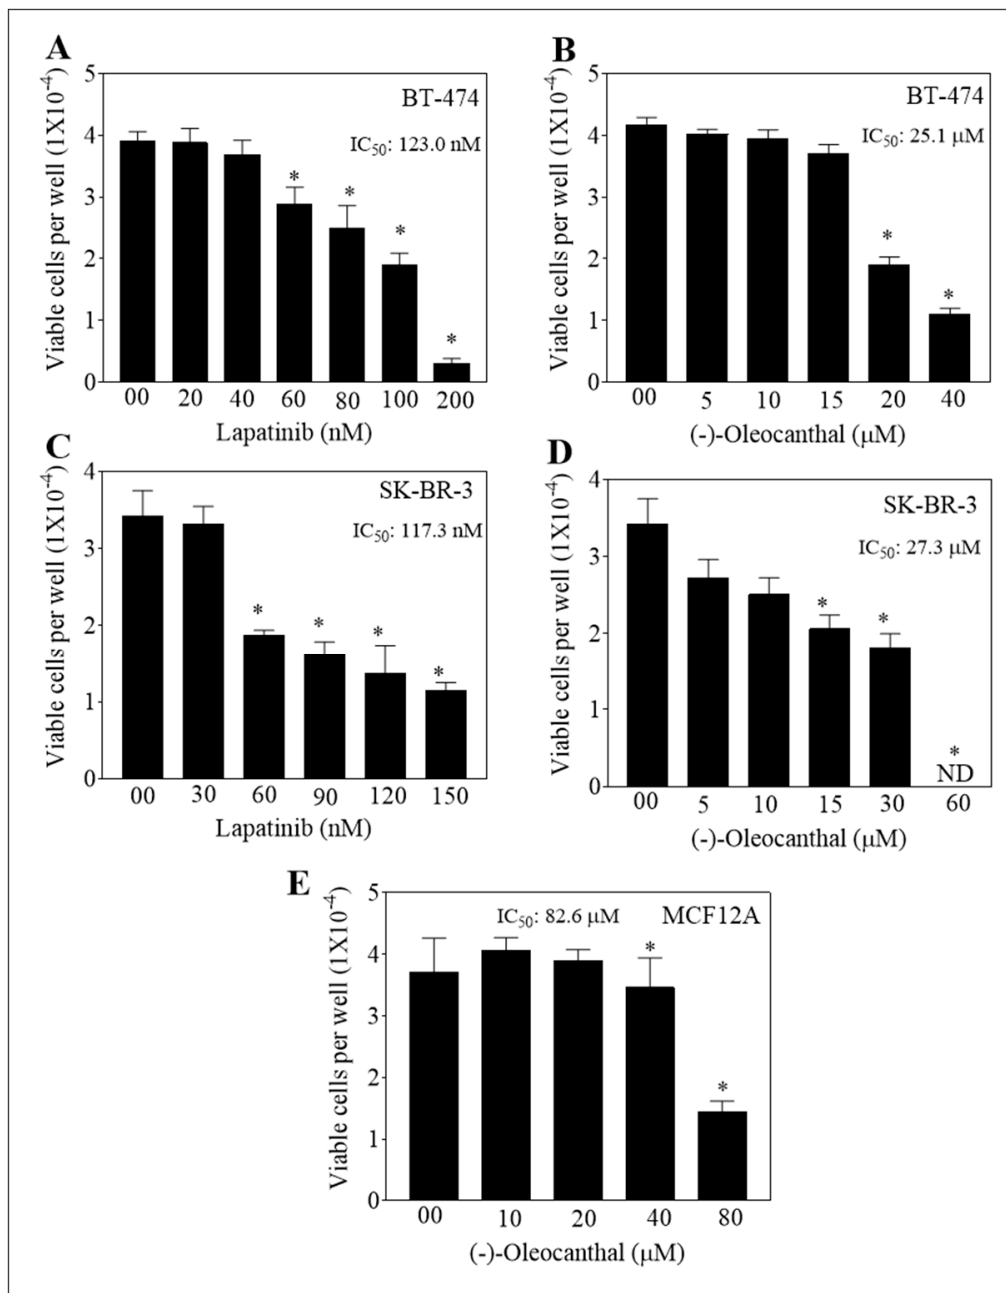 A
Viable cells per well (1X10⁻⁴)
5
4
3
2
1
0
BT-474
IC₅₀: 123.0 nM
*
*
*
*
00 20 40 60 80 100 200
Lapatinib (nM)
B
Viable cells per well (1X10⁻⁴)
5
4
3
2
1
0
BT-474
IC₅₀: 25.1 μM
*
*
00 5 10 15 20 40
(-)-Oleocanthal (μM)
C
Viable cells per well (1X10⁻⁴)
4
3
2
1
0
SK-BR-3
IC₅₀: 117.3 nM
*
*
*
*
00 30 60 90 120 150
Lapatinib (nM)
D
Viable cells per well (1X10⁻⁴)
4
3
2
1
0
SK-BR-3
IC₅₀: 27.3 μM
*
*
*
ND
00 5 10 15 30 60
(-)-Oleocanthal (μM)
E
Viable cells per well (1X10⁻⁴)
5
4
3
2
1
0
IC₅₀: 82.6 μM
MCF12A
*
*
00 10 20 40 80
(-)-Oleocanthal (μM)